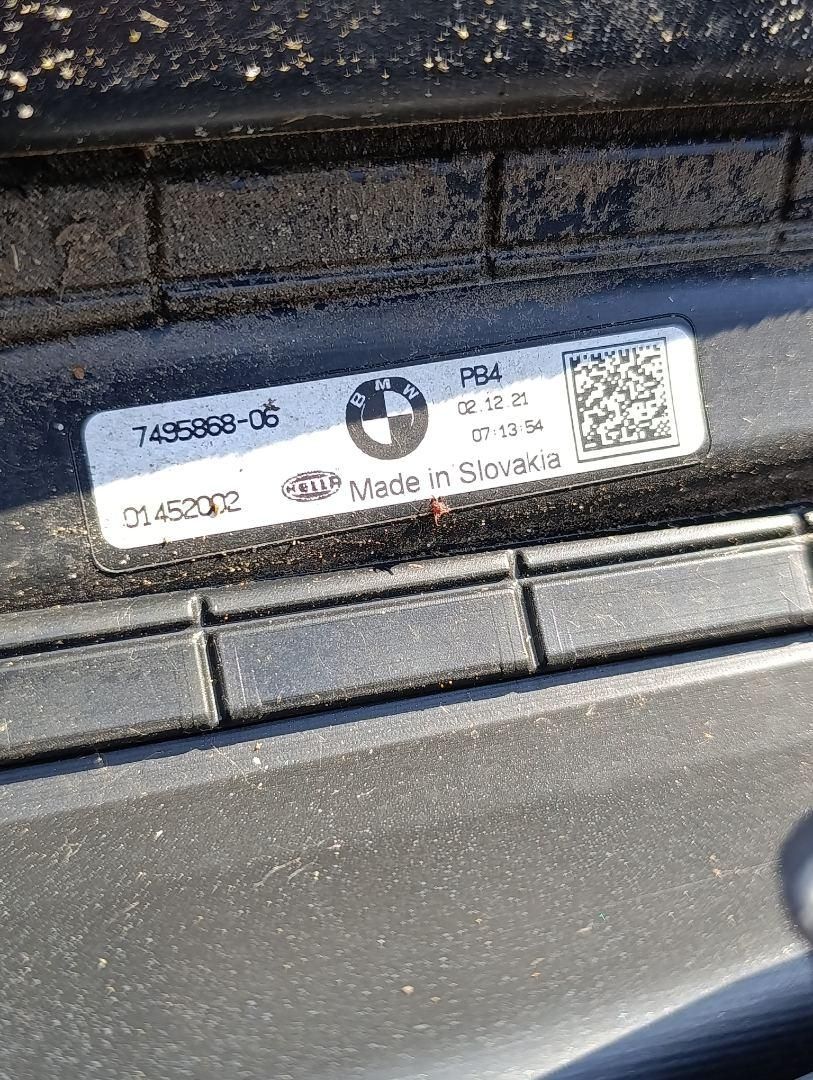 7495868-06
BMW
PB4
02.12.21
07:13:54
01452002
HELLA
Made in Slovakia